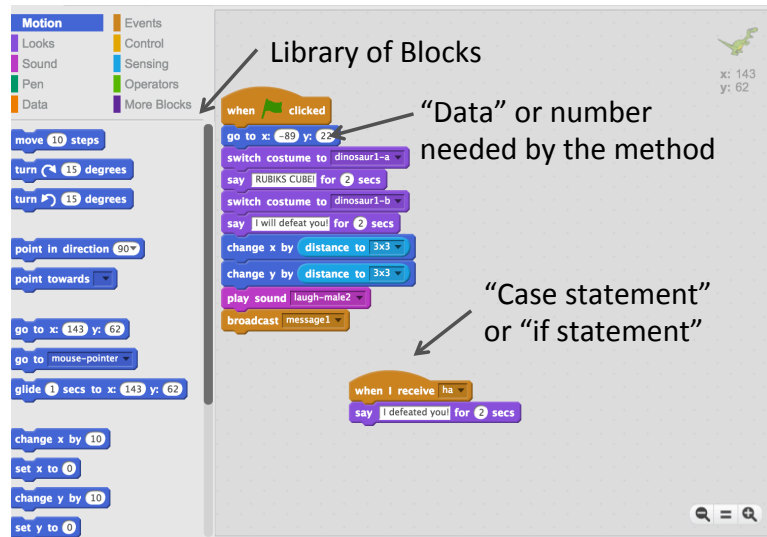 Motion
Events
Looks
Control
Sound
Sensing
Pen
Operators
Data
More Blocks
Library of Blocks
x: 143
y: 62
when clicked
go to x: -89 y: 22
"Data" or number
needed by the method
switch costume to dinosaur1-a
say RUBIKS CUBE! for 2 secs
switch costume to dinosaur1-b
say I will defeat you! for 2 secs
change x by distance to 3x3
change y by distance to 3x3
play sound laugh-male2
broadcast message1
"Case statement"
or "if statement"
when I receive ha
say I defeated you! for 2 secs
move 10 steps
turn 15 degrees
turn 15 degrees
point in direction 90
point towards
go to x: 143 y: 62
go to mouse-pointer
glide 1 secs to x: 143 y: 62
change x by 10
set x to 0
change y by 10
set y to 0